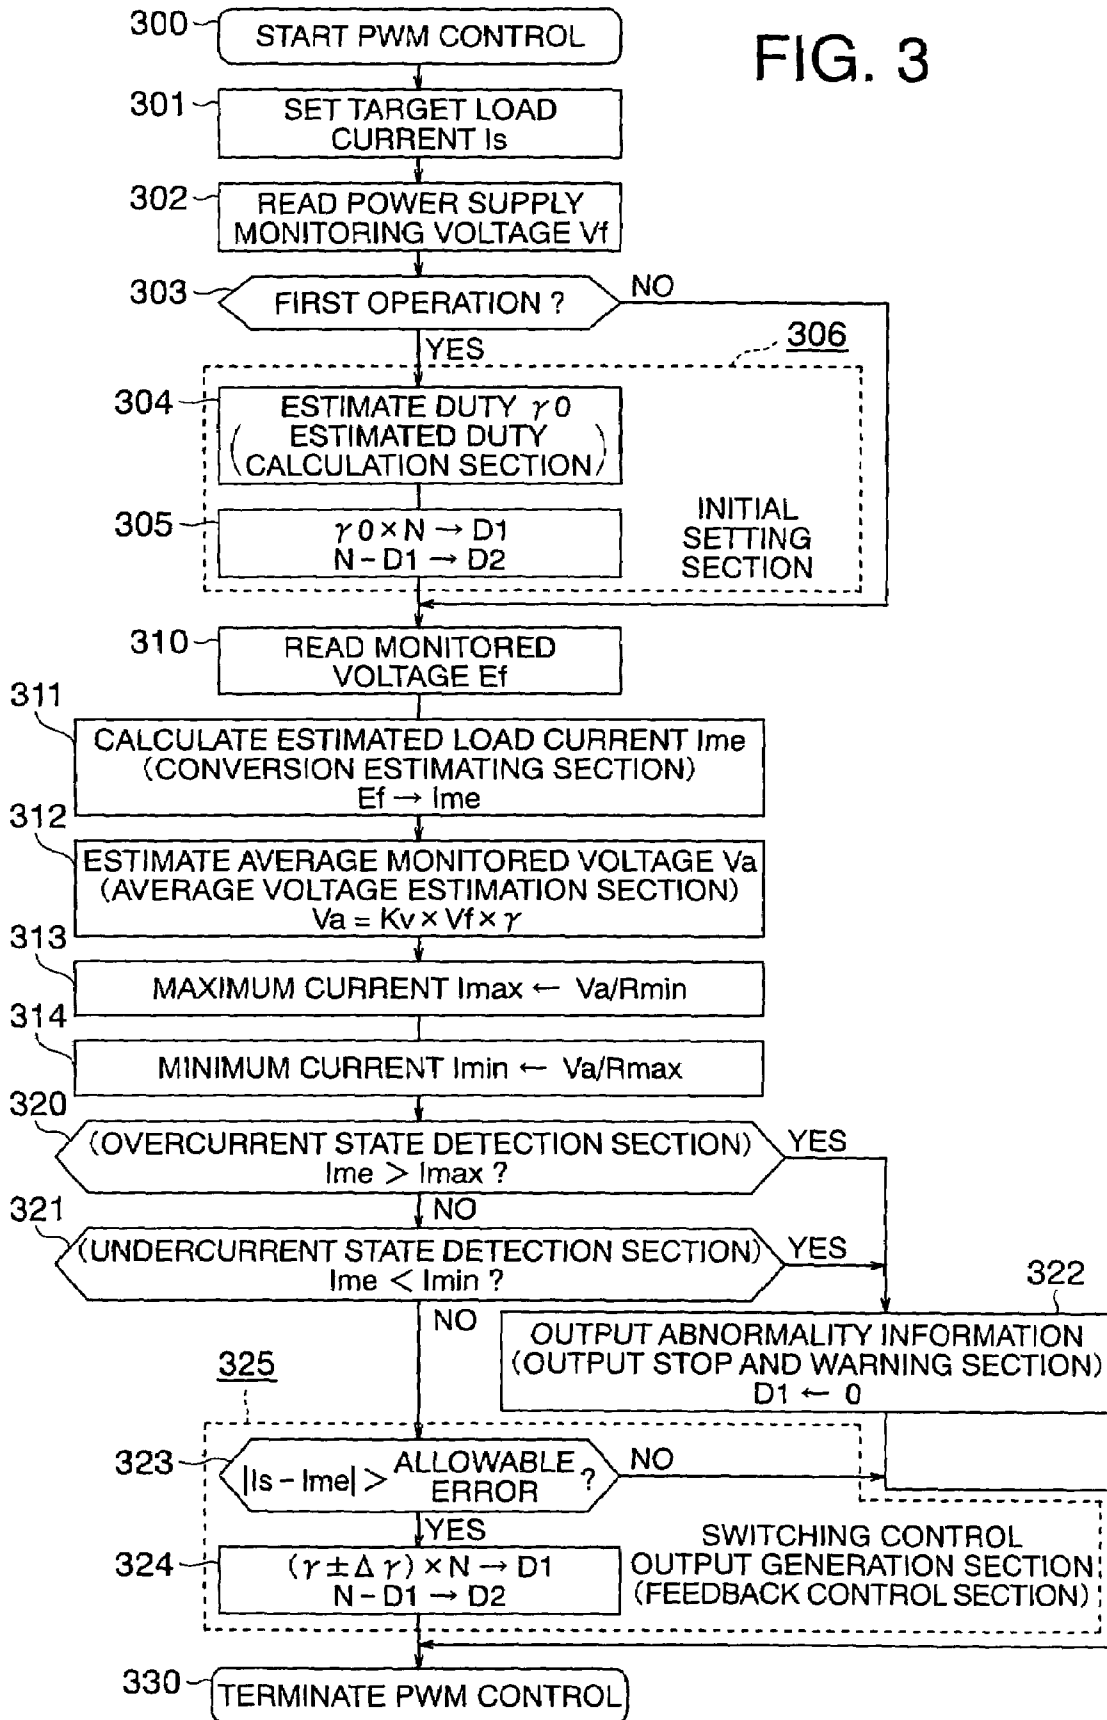 FIG. 3
300
START PWM CONTROL
301
SET TARGET LOAD
CURRENT Is
302
READ POWER SUPPLY
MONITORING VOLTAGE Vf
303
FIRST OPERATION ?
NO
YES
306
304
ESTIMATE DUTY γ0
(ESTIMATED DUTY
CALCULATION SECTION)
305
γ0 × N → D1
N − D1 → D2
INITIAL
SETTING
SECTION
310
READ MONITORED
VOLTAGE Ef
311
CALCULATE ESTIMATED LOAD CURRENT Ime
(CONVERSION ESTIMATING SECTION)
Ef → Ime
312
ESTIMATE AVERAGE MONITORED VOLTAGE Va
(AVERAGE VOLTAGE ESTIMATION SECTION)
Va = Kv × Vf × γ
313
MAXIMUM CURRENT Imax ← Va/Rmin
314
MINIMUM CURRENT Imin ← Va/Rmax
320
(OVERCURRENT STATE DETECTION SECTION)
Ime > Imax ?
YES
NO
321
(UNDERCURRENT STATE DETECTION SECTION)
Ime < Imin ?
YES
NO
322
OUTPUT ABNORMALITY INFORMATION
(OUTPUT STOP AND WARNING SECTION)
D1 ← 0
325
323
|Is − Ime| > ALLOWABLE ERROR ?
NO
YES
324
(γ ± Δγ) × N → D1
N − D1 → D2
SWITCHING CONTROL
OUTPUT GENERATION SECTION
(FEEDBACK CONTROL SECTION)
330
TERMINATE PWM CONTROL